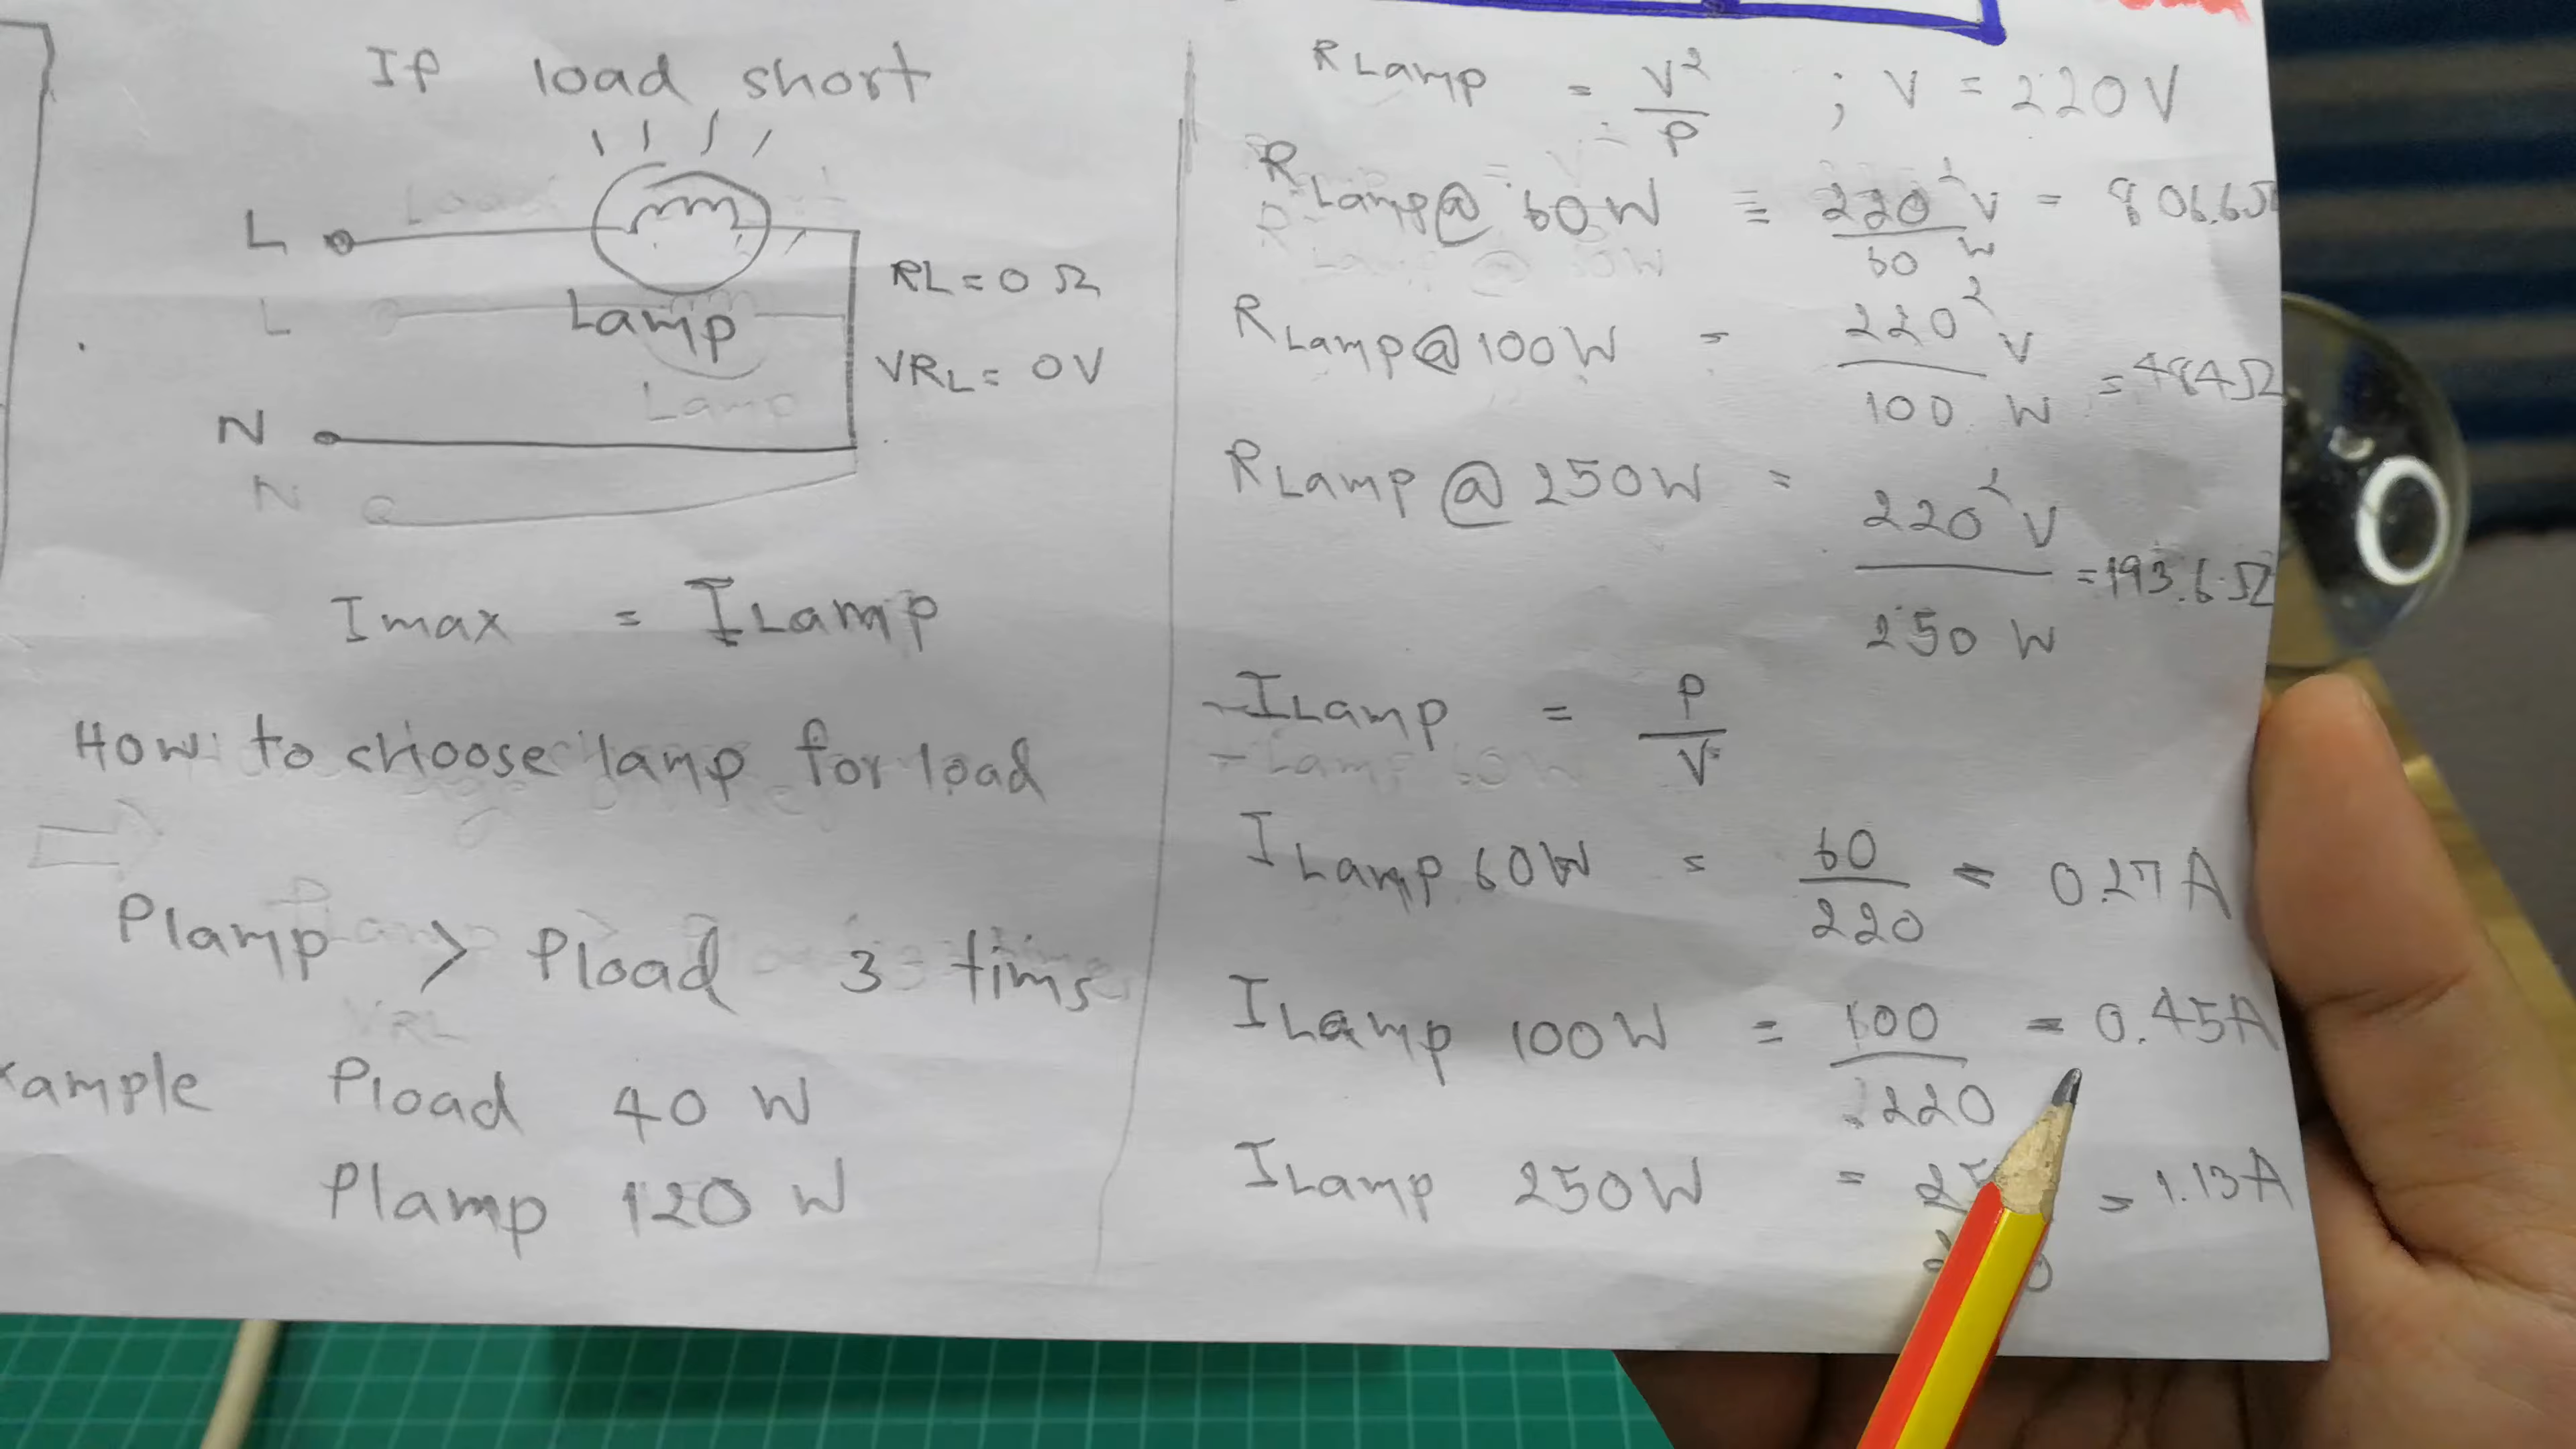 If load short
L
Lamp
RL = 0 Ω
VRL = 0V
N
Imax = ILamp
How to choose lamp for load
Plamp > Pload 3 tims
xample Pload 40 W
Plamp 120 W
RLamp = V²/P ; V = 220V
RLamp@ 60W = 220² V/60 W = 806.6Ω
RLamp@ 100W = 220² V/100 W = 484Ω
RLamp @ 250W = 220² V/250 W = 193.6Ω
ILamp = P/V
ILamp 60W = 60/220 = 0.27 A
ILamp 100W = 100/220 = 0.45A
ILamp 250W = = 1.13A